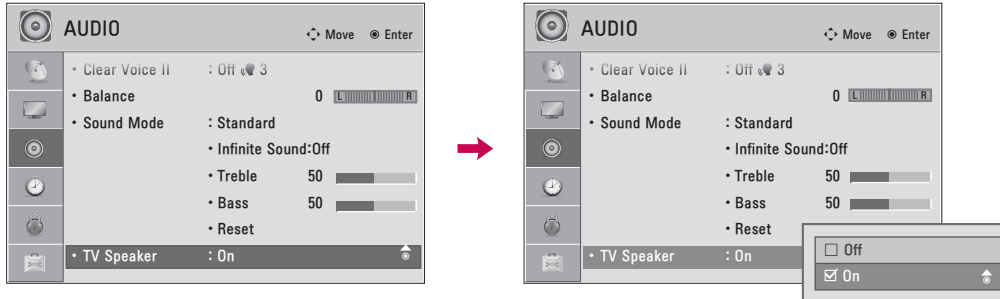 AUDIO
Move Enter
• Clear Voice II : Off 3
• Balance 0 L R
• Sound Mode : Standard
• Infinite Sound:Off
• Treble 50
• Bass 50
• Reset
• TV Speaker : On
AUDIO
Move Enter
• Clear Voice II : Off 3
• Balance 0 L R
• Sound Mode : Standard
• Infinite Sound:Off
• Treble 50
• Bass 50
• Reset
• TV Speaker : On
Off
On